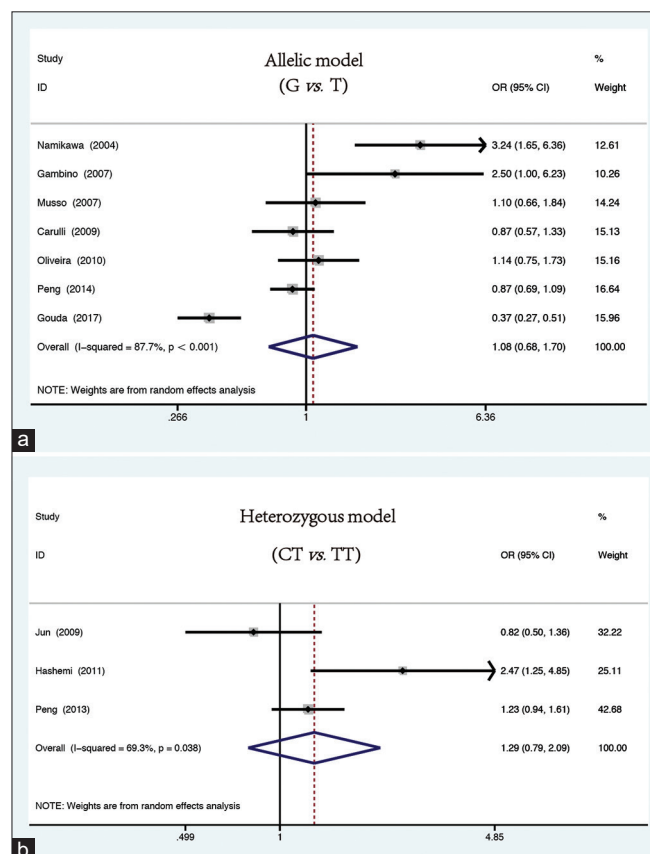 Study Allelic model %
(G vs. T)
ID OR (95% CI) Weight
Namikawa (2004) 3.24 (1.65, 6.36) 12.61
Gambino (2007) 2.50 (1.00, 6.23) 10.26
Musso (2007) 1.10 (0.66, 1.84) 14.24
Carulli (2009) 0.87 (0.57, 1.33) 15.13
Oliveira (2010) 1.14 (0.75, 1.73) 15.16
Peng (2014) 0.87 (0.69, 1.09) 16.64
Gouda (2017) 0.37 (0.27, 0.51) 15.96
Overall (I-squared = 87.7%, p < 0.001) 1.08 (0.68, 1.70) 100.00
NOTE: Weights are from random effects analysis
.266 1 6.36
a
Study Heterozygous model %
ID (CT vs. TT) OR (95% CI) Weight
Jun (2009) 0.82 (0.50, 1.36) 32.22
Hashemi (2011) 2.47 (1.25, 4.85) 25.11
Peng (2013) 1.23 (0.94, 1.61) 42.68
Overall (I-squared = 69.3%, p = 0.038) 1.29 (0.79, 2.09) 100.00
NOTE: Weights are from random effects analysis
.499 1 4.85
b